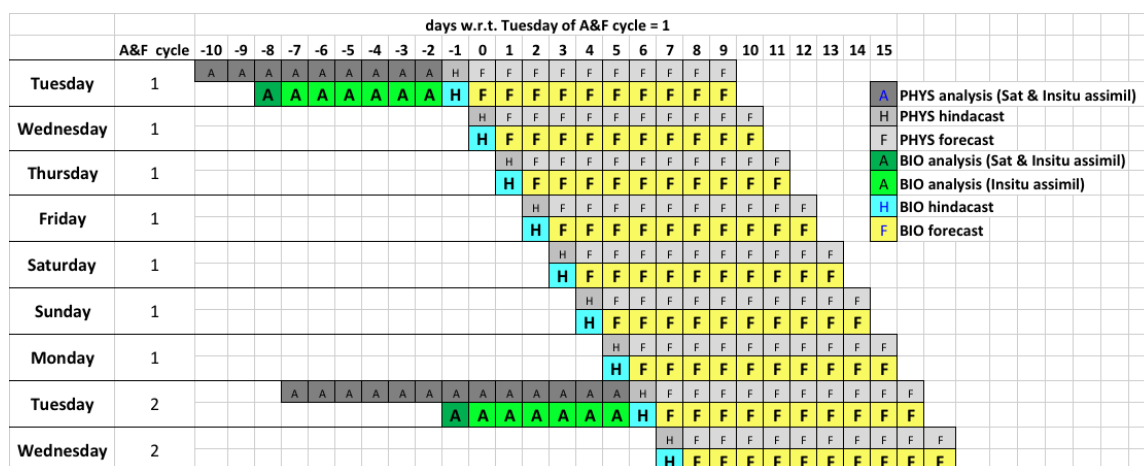 days w.r.t. Tuesday of A&F cycle = 1
A&F cycle -10 -9 -8 -7 -6 -5 -4 -3 -2 -1 0 1 2 3 4 5 6 7 8 9 10 11 12 13 14 15
Tuesday 1
A A A A A A A A A H F F F F F F F F F F
A A A A A A A H F F F F F F F F F F
Wednesday 1
H F F F F F F F F F F
H F F F F F F F F F F
Thursday 1
H F F F F F F F F F F
H F F F F F F F F F F
Friday 1
H F F F F F F F F F F
H F F F F F F F F F F
Saturday 1
H F F F F F F F F F F
H F F F F F F F F F F
Sunday 1
H F F F F F F F F F F
H F F F F F F F F F F
Monday 1
H F F F F F F F F F F
H F F F F F F F F F F
Tuesday 2
A A A A A A A A A A A A A H F F F F F F F F F F
A A A A A A A H F F F F F F F F F F
Wednesday 2
H F F F F F F F F F F
H F F F F F F F F F F
A PHYS analysis (Sat & Insitu assimil)
H PHYS hindacast
F PHYS forecast
A BIO analysis (Sat & Insitu assimil)
A BIO analysis (Insitu assimil)
H BIO hindacast
F BIO forecast